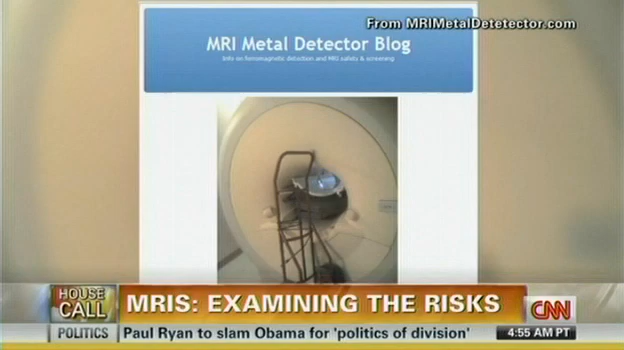 From MRIMetalDetetector.com
MRI Metal Detector Blog
Info on ferromagnetic detection and MRI safety & screening
HOUSE CALL
MRIS: EXAMINING THE RISKS
CNN
POLITICS
Paul Ryan to slam Obama for 'politics of division'
4:55 AM PT